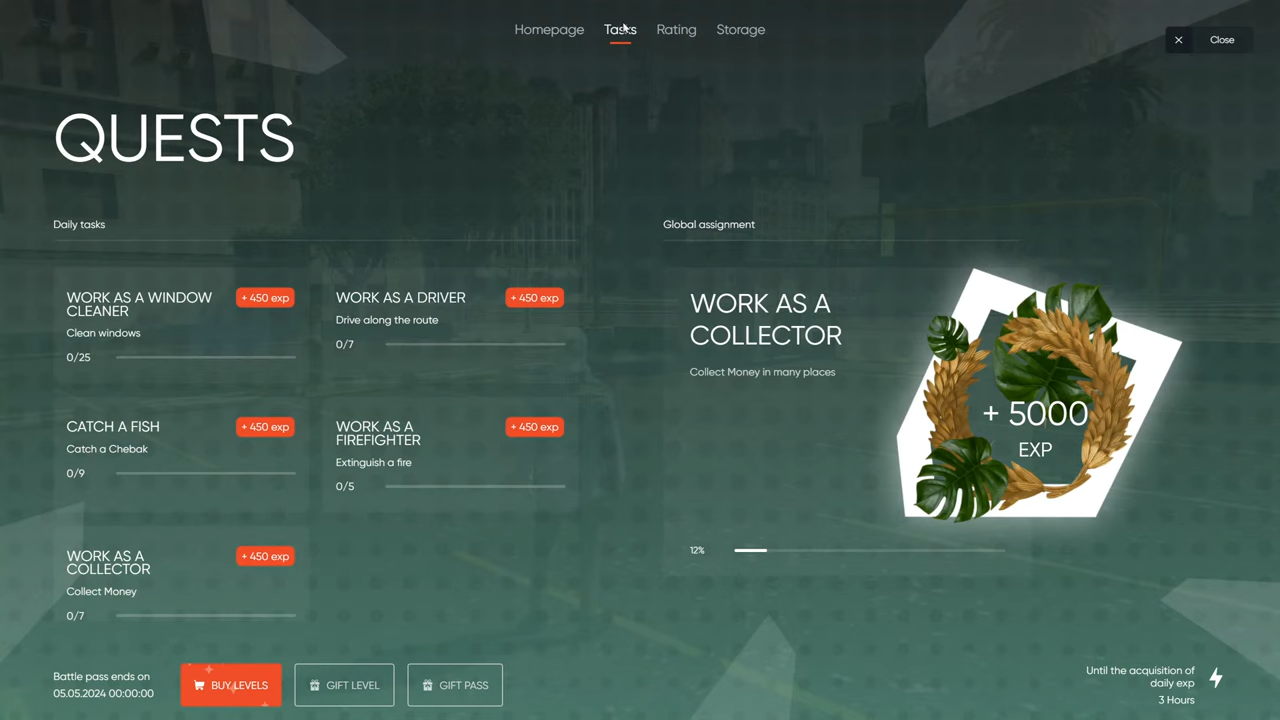 Homepage Tasks Rating Storage
Close
QUESTS
Daily tasks
WORK AS A WINDOW
CLEANER
+ 450 exp
Clean windows
0/25
WORK AS A DRIVER
+ 450 exp
Drive along the route
0/7
CATCH A FISH
+ 450 exp
Catch a Chebak
0/9
WORK AS A
FIREFIGHTER
+ 450 exp
Extinguish a fire
0/5
WORK AS A
COLLECTOR
+ 450 exp
Collect Money
0/7
Global assignment
WORK AS A
COLLECTOR
Collect Money in many places
+ 5000
EXP
12%
Battle pass ends on
05.05.2024 00:00:00
BUY LEVELS
GIFT LEVEL
GIFT PASS
Until the acquisition of
daily exp
3 Hours